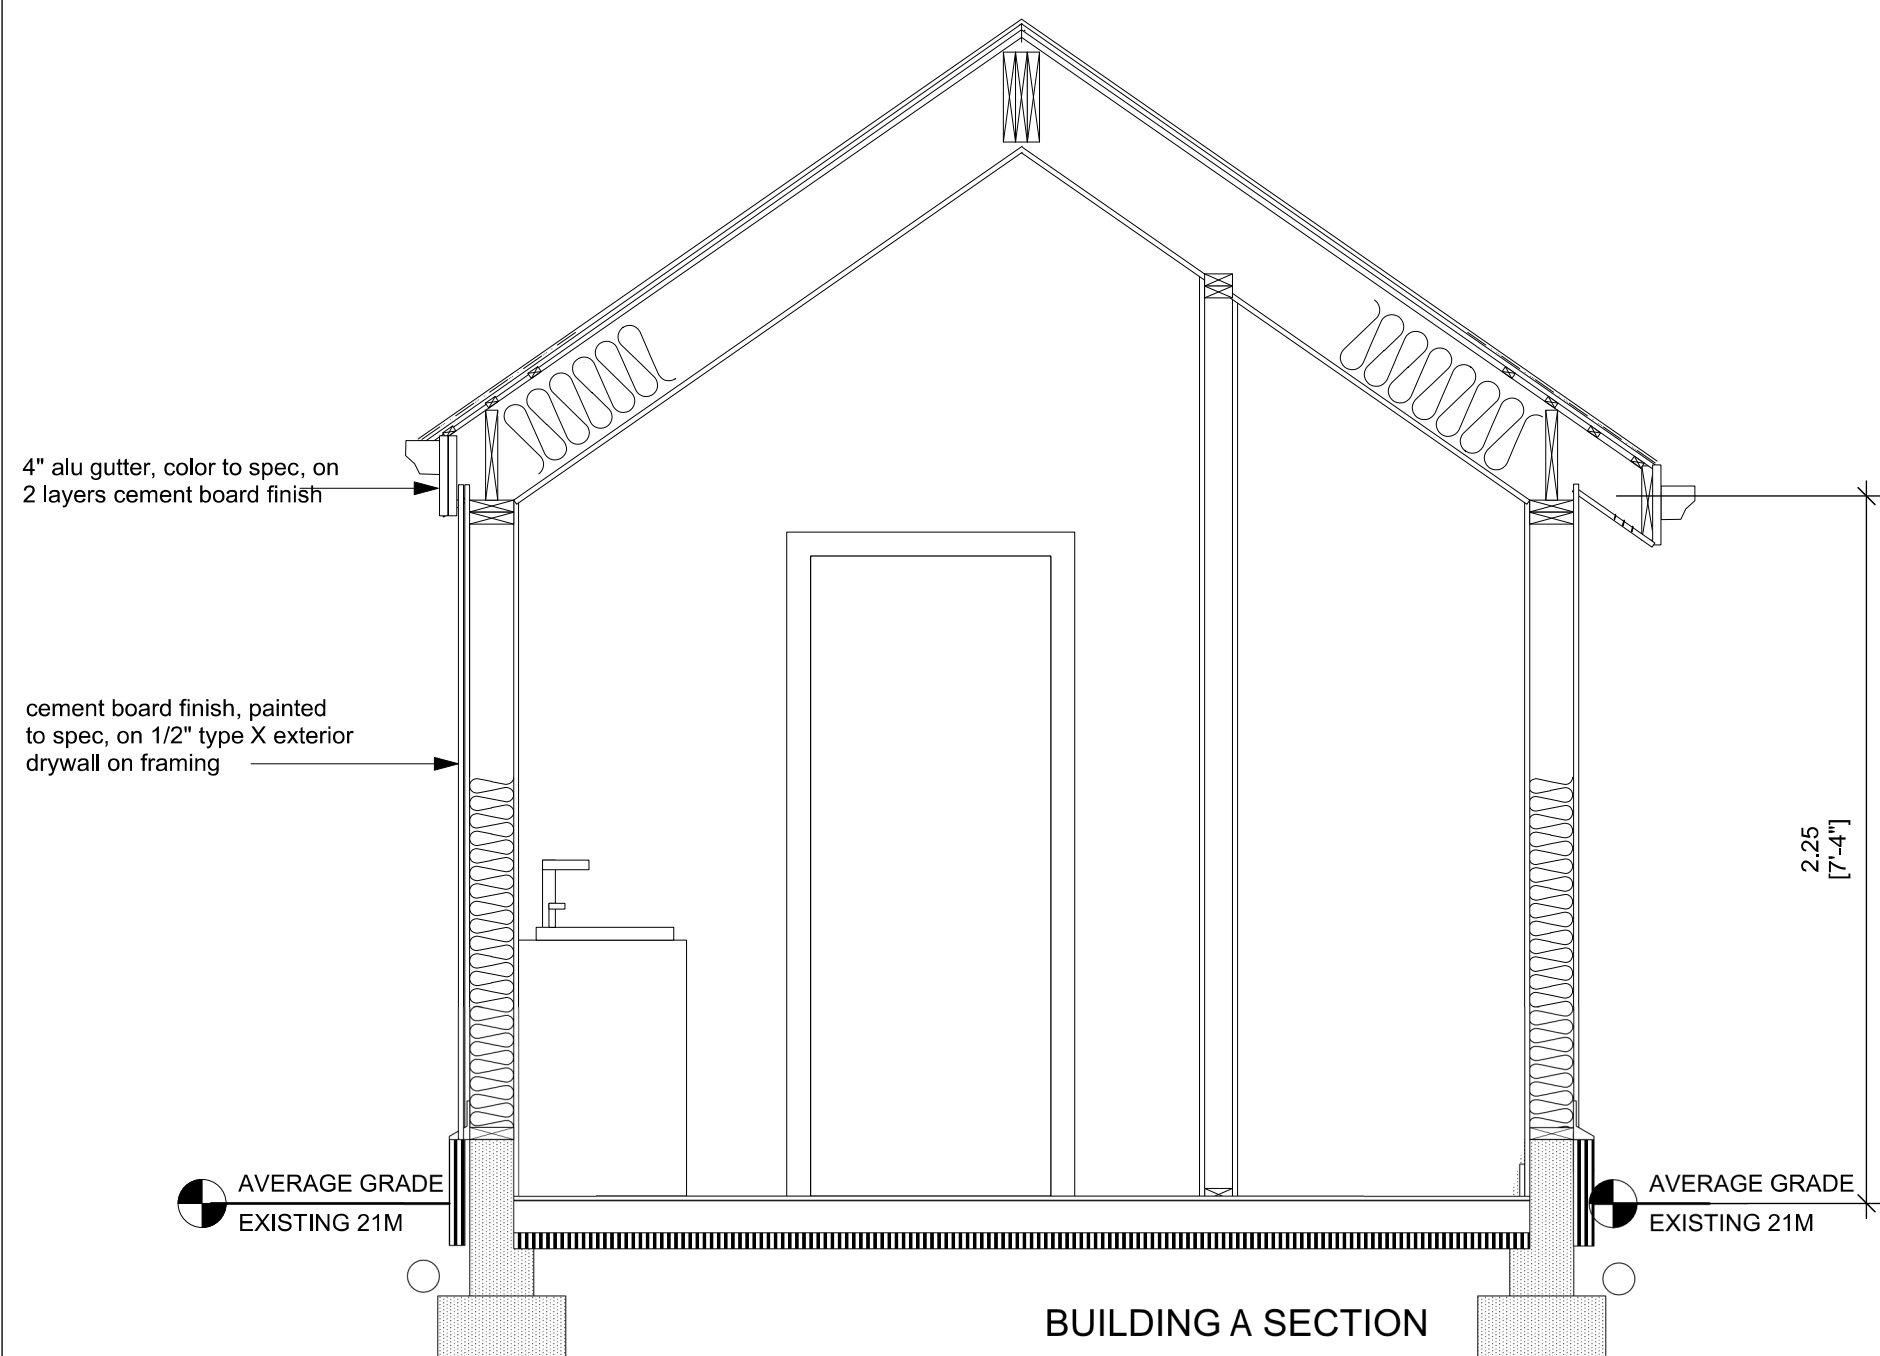 4" alu gutter, color to spec, on
2 layers cement board finish
cement board finish, painted
to spec, on 1/2" type X exterior
drywall on framing
2.25
[7'-4"]
AVERAGE GRADE
EXISTING 21M
AVERAGE GRADE
EXISTING 21M
BUILDING A SECTION